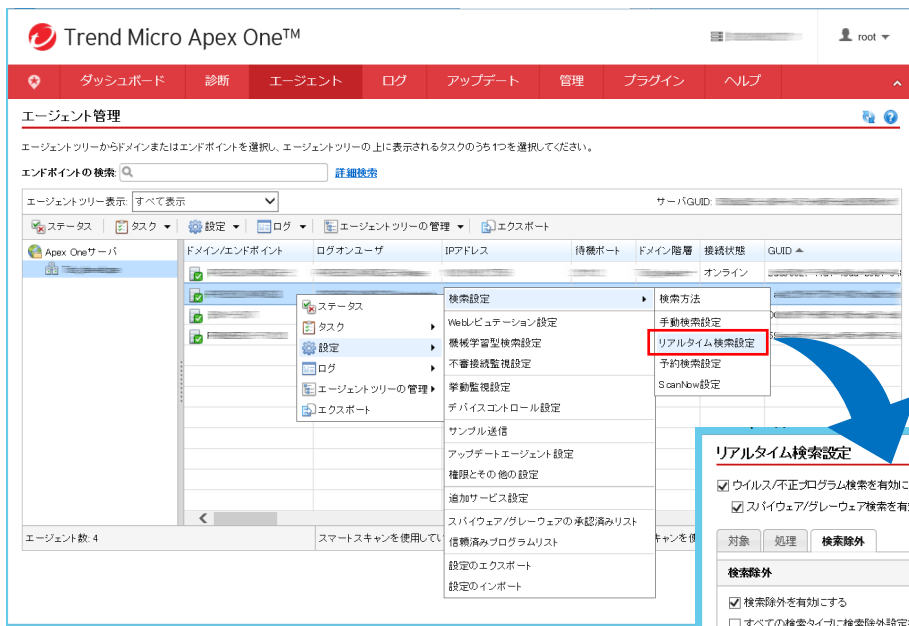 Trend Micro Apex One™
root
ダッシュボード 診断 エージェント ログ アップデート 管理 プラグイン ヘルプ
エージェント管理
エージェントツリーからドメインまたはエンドポイントを選択し、エージェントツリーの上に表示されるタスクのうち1つを選択してください。
エンドポイントの検索: 詳細検索
エージェントツリー表示: すべて表示 サーバGUID:
ステータス タスク 設定 ログ エージェントツリーの管理 エクスポート
Apex Oneサーバ
ドメイン/エンドポイント ログオンユーザ IPアドレス 待機ポート ドメイン階層 接続状態 GUID
オンライン
ステータス
タスク
設定
ログ
エージェントツリーの管理
エクスポート
検索設定
Webレピュテーション設定
機械学習型検索設定
不審接続監視設定
挙動監視設定
デバイスコントロール設定
サンプル送信
アップデートエージェント設定
権限とその他の設定
追加サービス設定
スパイウェア/グレーウェアの承認済みリスト
信頼済みプログラムリスト
設定のエクスポート
設定のインポート
検索方法
手動検索設定
リアルタイム検索設定
予約検索設定
ScanNow設定
エージェント数: 4 スマートスキャンを使用してい キャンを使
リアルタイム検索設定
ウイルス/不正プログラム検索を有効に
スパイウェア/グレーウェア検索を有
対象 処理 検索除外
検索除外
検索除外を有効にする
すべての検索タイプに検索除外設定